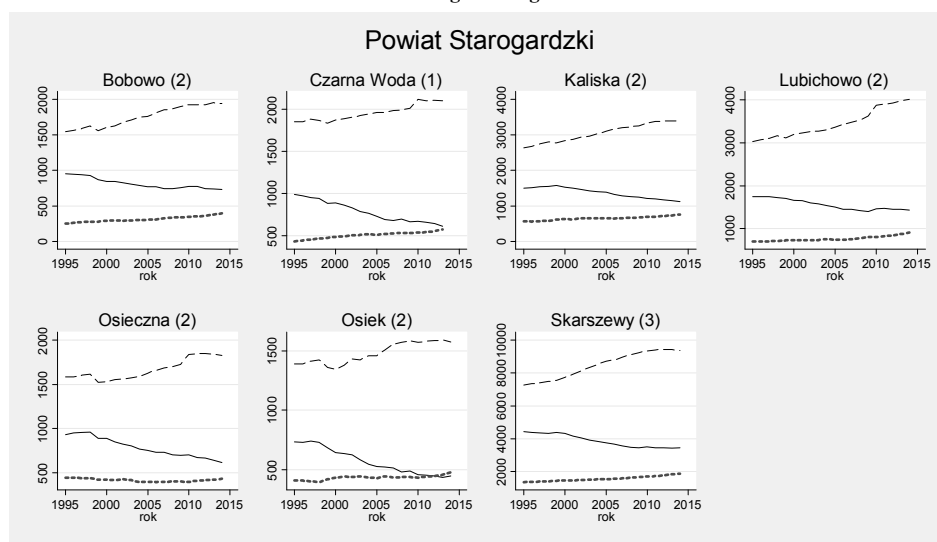 Powiat Starogardzki
Bobowo (2)
0 500 1000 1500 2000
1995 2000 2005 2010 2015
rok
Czarna Woda (1)
500 1000 1500 2000
1995 2000 2005 2010 2015
rok
Kaliska (2)
0 1000 2000 3000 4000
1995 2000 2005 2010 2015
rok
Lubichowo (2)
1000 2000 3000 4000
1995 2000 2005 2010 2015
rok
Osieczna (2)
500 1000 1500 2000
1995 2000 2005 2010 2015
rok
Osiek (2)
500 1000 1500
1995 2000 2005 2010 2015
rok
Skarszewy (3)
2000 4000 6000 8000 10000
1995 2000 2005 2010 2015
rok